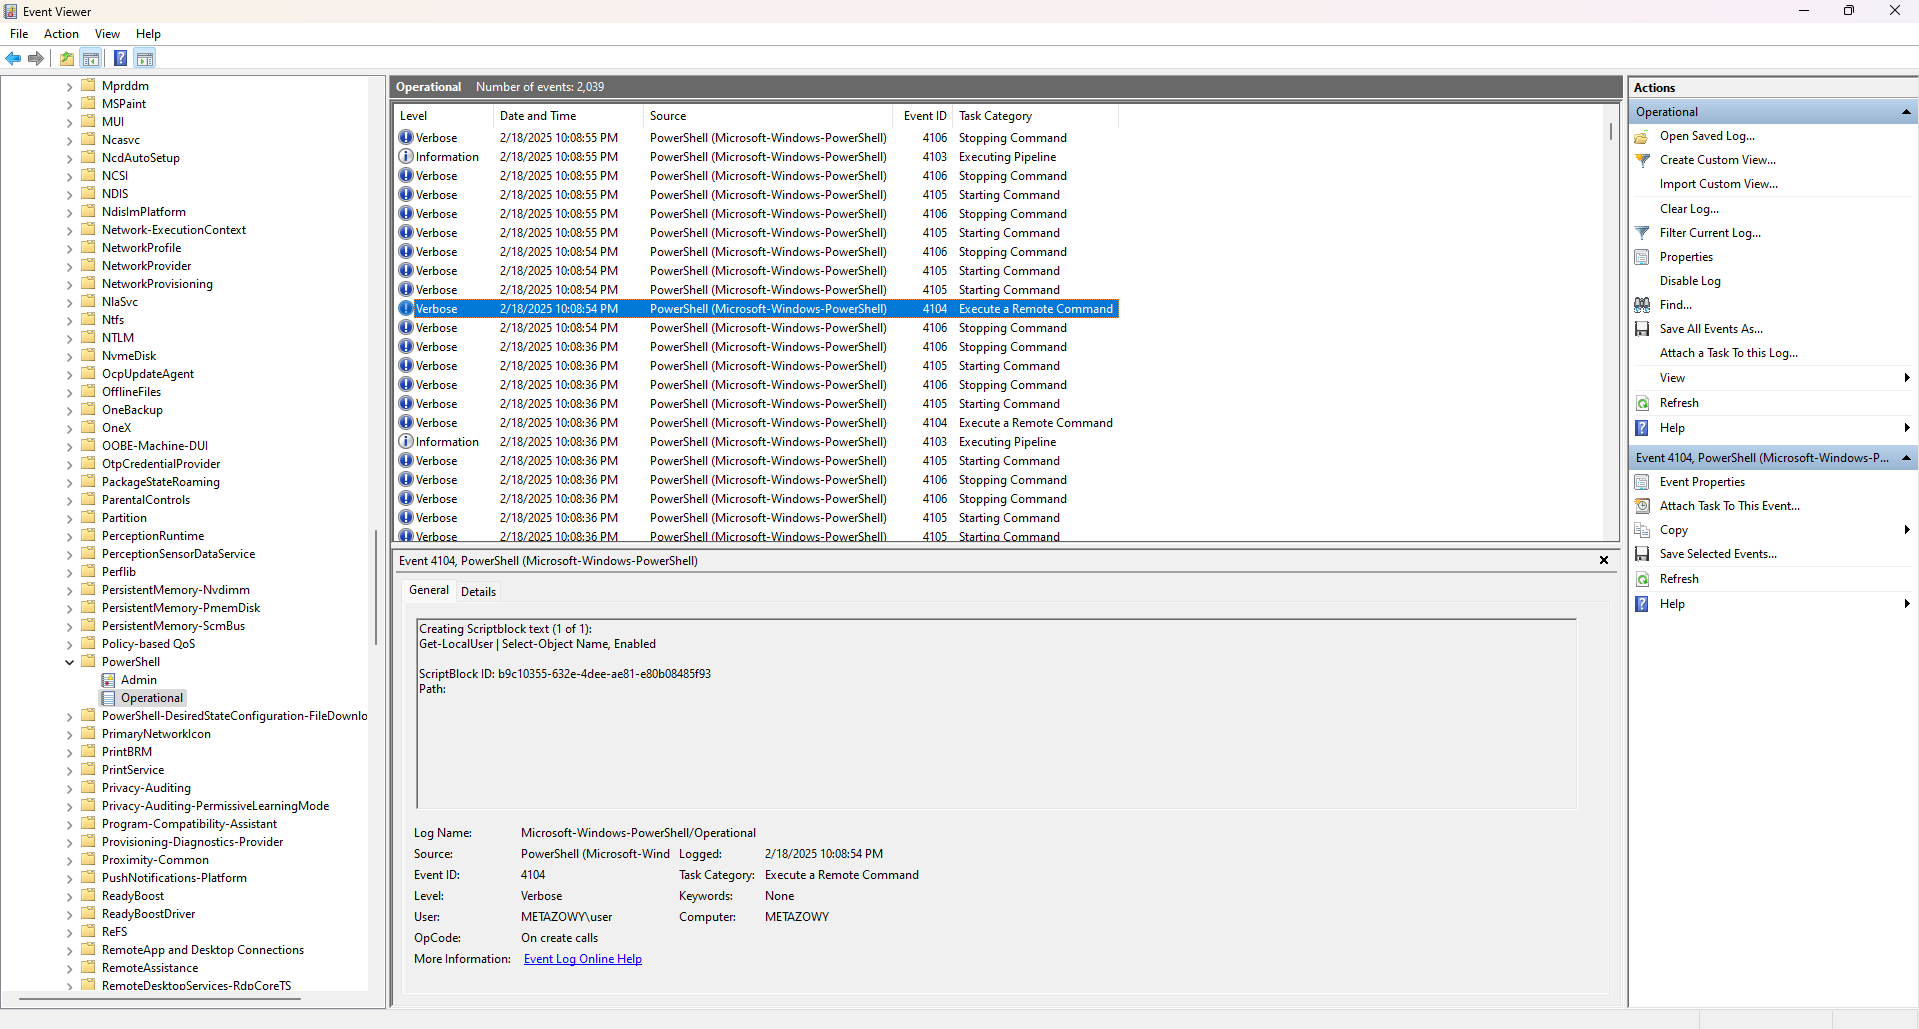 Event Viewer
File Action View Help
Mprddm
MSPaint
MUI
Ncasvc
NcdAutoSetup
NCSI
NDIS
NdisImPlatform
Network-ExecutionContext
NetworkProfile
NetworkProvider
NetworkProvisioning
NlaSvc
Ntfs
NTLM
NvmeDisk
OcpUpdateAgent
OfflineFiles
OneBackup
OneX
OOBE-Machine-DUI
OtpCredentialProvider
PackageStateRoaming
ParentalControls
Partition
PerceptionRuntime
PerceptionSensorDataService
Perflib
PersistentMemory-Nvdimm
PersistentMemory-PmemDisk
PersistentMemory-ScmBus
Policy-based QoS
PowerShell
Admin
Operational
PowerShell-DesiredStateConfiguration-FileDownlo
PrimaryNetworkIcon
PrintBRM
PrintService
Privacy-Auditing
Privacy-Auditing-PermissiveLearningMode
Program-Compatibility-Assistant
Provisioning-Diagnostics-Provider
Proximity-Common
PushNotifications-Platform
ReadyBoost
ReadyBoostDriver
ReFS
RemoteApp and Desktop Connections
RemoteAssistance
RemoteDesktopServices-RdpCoreTS
Operational Number of events: 2,039
Level Date and Time Source Event ID Task Category
Verbose 2/18/2025 10:08:55 PM PowerShell (Microsoft-Windows-PowerShell) 4106 Stopping Command
Information 2/18/2025 10:08:55 PM PowerShell (Microsoft-Windows-PowerShell) 4103 Executing Pipeline
Verbose 2/18/2025 10:08:55 PM PowerShell (Microsoft-Windows-PowerShell) 4106 Stopping Command
Verbose 2/18/2025 10:08:55 PM PowerShell (Microsoft-Windows-PowerShell) 4105 Starting Command
Verbose 2/18/2025 10:08:55 PM PowerShell (Microsoft-Windows-PowerShell) 4106 Stopping Command
Verbose 2/18/2025 10:08:55 PM PowerShell (Microsoft-Windows-PowerShell) 4105 Starting Command
Verbose 2/18/2025 10:08:54 PM PowerShell (Microsoft-Windows-PowerShell) 4106 Stopping Command
Verbose 2/18/2025 10:08:54 PM PowerShell (Microsoft-Windows-PowerShell) 4105 Starting Command
Verbose 2/18/2025 10:08:54 PM PowerShell (Microsoft-Windows-PowerShell) 4105 Starting Command
Verbose 2/18/2025 10:08:54 PM PowerShell (Microsoft-Windows-PowerShell) 4104 Execute a Remote Command
Verbose 2/18/2025 10:08:54 PM PowerShell (Microsoft-Windows-PowerShell) 4106 Stopping Command
Verbose 2/18/2025 10:08:36 PM PowerShell (Microsoft-Windows-PowerShell) 4106 Stopping Command
Verbose 2/18/2025 10:08:36 PM PowerShell (Microsoft-Windows-PowerShell) 4105 Starting Command
Verbose 2/18/2025 10:08:36 PM PowerShell (Microsoft-Windows-PowerShell) 4106 Stopping Command
Verbose 2/18/2025 10:08:36 PM PowerShell (Microsoft-Windows-PowerShell) 4105 Starting Command
Verbose 2/18/2025 10:08:36 PM PowerShell (Microsoft-Windows-PowerShell) 4104 Execute a Remote Command
Information 2/18/2025 10:08:36 PM PowerShell (Microsoft-Windows-PowerShell) 4103 Executing Pipeline
Verbose 2/18/2025 10:08:36 PM PowerShell (Microsoft-Windows-PowerShell) 4105 Starting Command
Verbose 2/18/2025 10:08:36 PM PowerShell (Microsoft-Windows-PowerShell) 4106 Stopping Command
Verbose 2/18/2025 10:08:36 PM PowerShell (Microsoft-Windows-PowerShell) 4106 Stopping Command
Verbose 2/18/2025 10:08:36 PM PowerShell (Microsoft-Windows-PowerShell) 4105 Starting Command
Verbose 2/18/2025 10:08:36 PM PowerShell (Microsoft-Windows-PowerShell) 4105 Starting Command
Event 4104, PowerShell (Microsoft-Windows-PowerShell)
General Details
Creating Scriptblock text (1 of 1):
Get-LocalUser | Select-Object Name, Enabled
ScriptBlock ID: b9c10355-632e-4dee-ae81-e80b08485f93
Path:
Log Name: Microsoft-Windows-PowerShell/Operational
Source: PowerShell (Microsoft-Wind Logged: 2/18/2025 10:08:54 PM
Event ID: 4104 Task Category: Execute a Remote Command
Level: Verbose Keywords: None
User: METAZOWY\user Computer: METAZOWY
OpCode: On create calls
More Information: Event Log Online Help
Actions
Operational
Open Saved Log...
Create Custom View...
Import Custom View...
Clear Log...
Filter Current Log...
Properties
Disable Log
Find...
Save All Events As...
Attach a Task To this Log...
View
Refresh
Help
Event 4104, PowerShell (Microsoft-Windows-P...
Event Properties
Attach Task To This Event...
Copy
Save Selected Events...
Refresh
Help